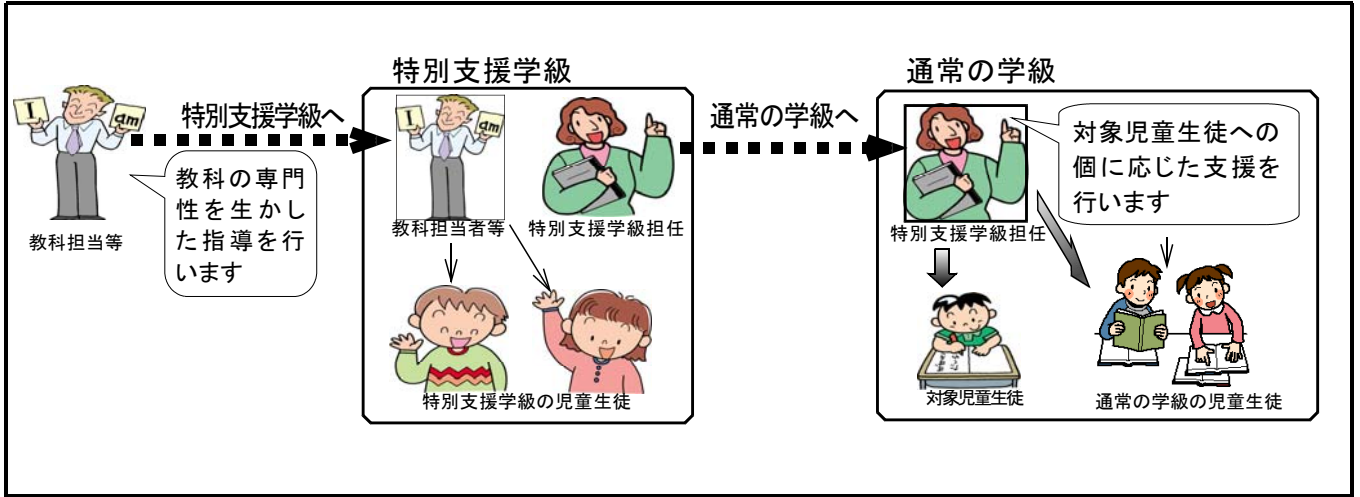 特別支援学級
通常の学級
I
am
特別支援学級へ
教科の専門
性を生かし
た指導を行
います
教科担当等
I
am
教科担当者等
特別支援学級担任
特別支援学級の児童生徒
通常の学級へ
特別支援学級担任
対象児童生徒への
個に応じた支援を
行います
対象児童生徒
通常の学級の児童生徒